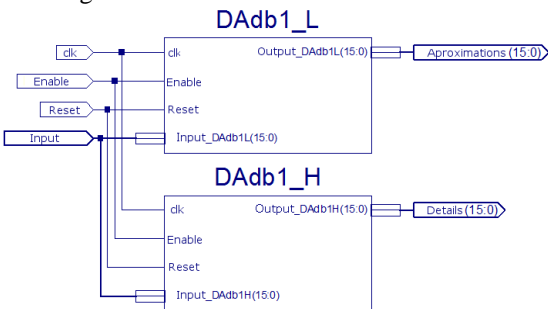 DAdb1_L
clk
clk
Output_DAdb1L(15:0)
Aproximations (15:0)
Enable
Enable
Reset
Reset
Input
Input_DAdb1L(15:0)
DAdb1_H
clk
Output_DAdb1H(15:0)
Details (15:0)
Enable
Reset
Input_DAdb1H(15:0)